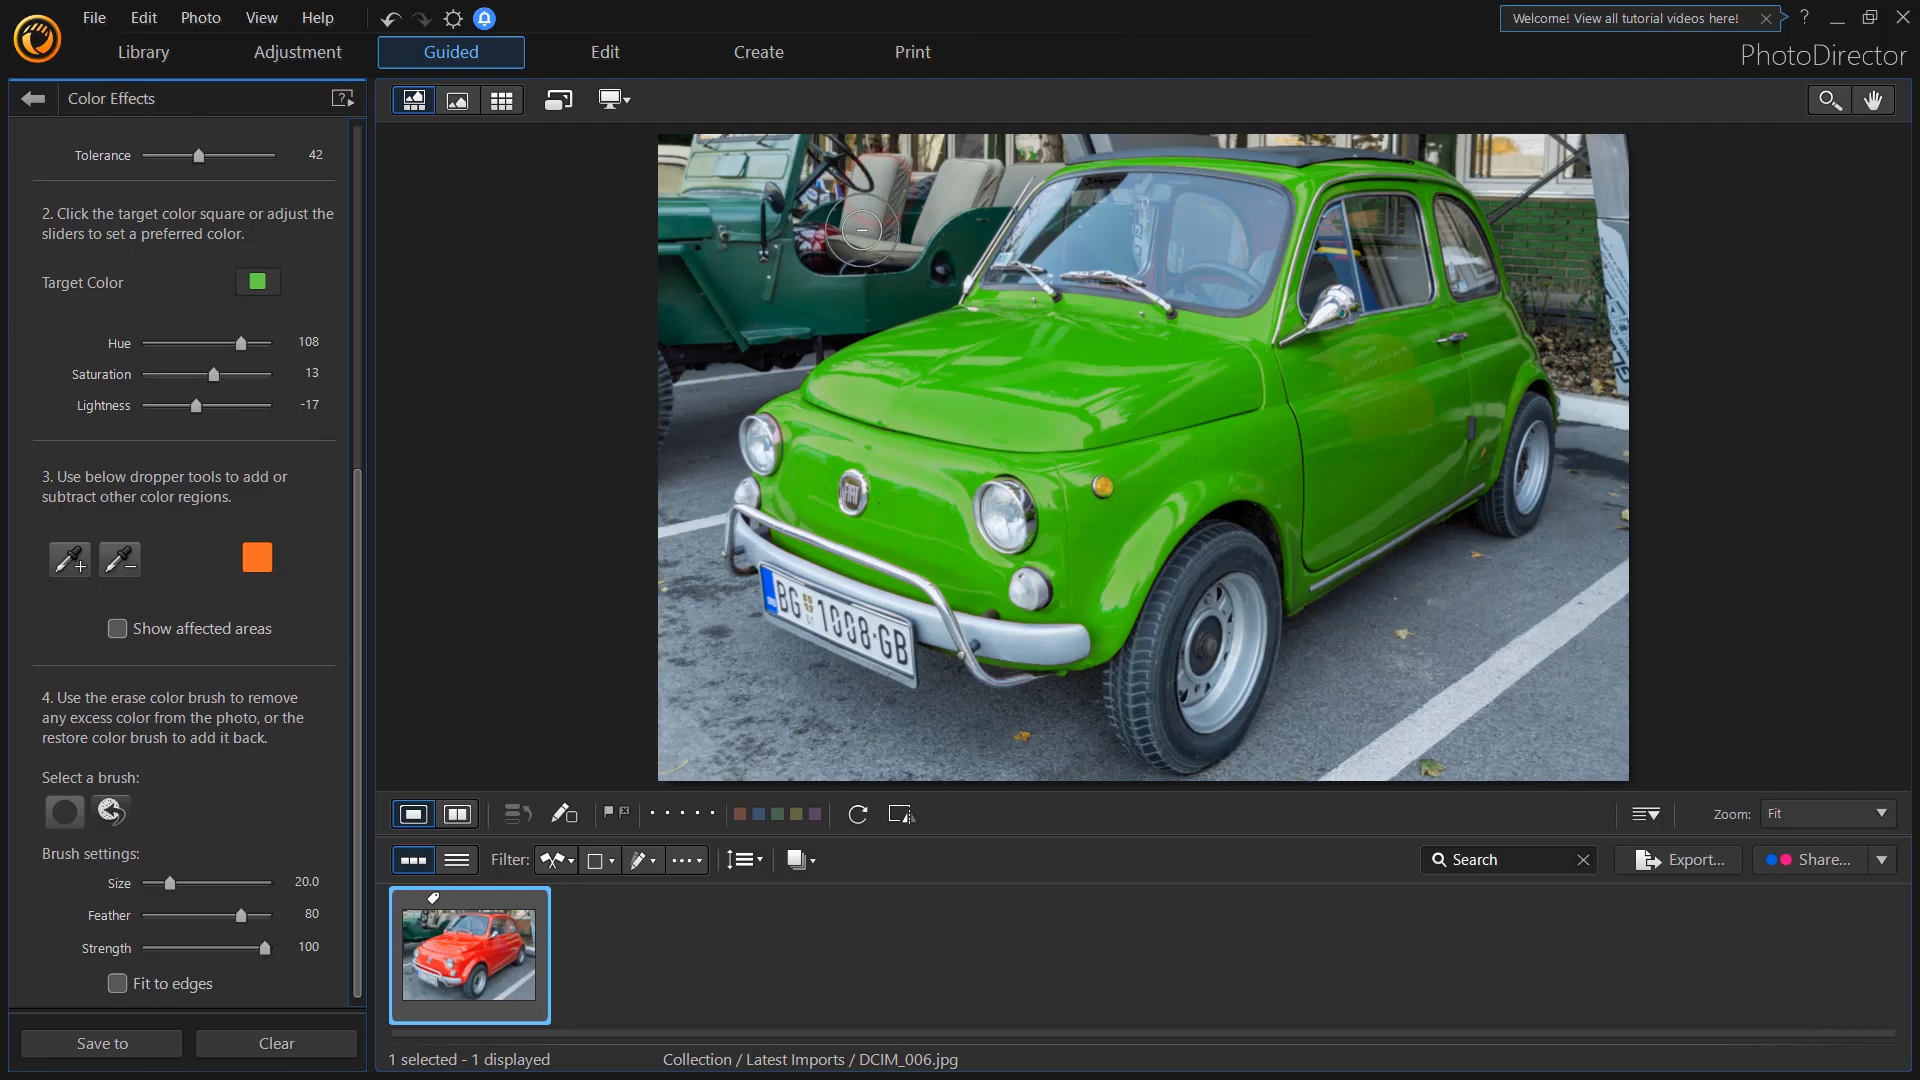 File Edit Photo View Help
Welcome! View all tutorial videos here!
Library Adjustment Guided Edit Create Print
PhotoDirector
Color Effects
Tolerance 42
2. Click the target color square or adjust the
sliders to set a preferred color.
Target Color
Hue 108
Saturation 13
Lightness -17
3. Use below dropper tools to add or
subtract other color regions.
Show affected areas
4. Use the erase color brush to remove
any excess color from the photo, or the
restore color brush to add it back.
Select a brush:
Brush settings:
Size 20.0
Feather 80
Strength 100
Fit to edges
Save to Clear
FIAT
BG 1008-GB
Zoom: Fit
Filter:
Search
Export...
Share...
1 selected - 1 displayed
Collection / Latest Imports / DCIM_006.jpg